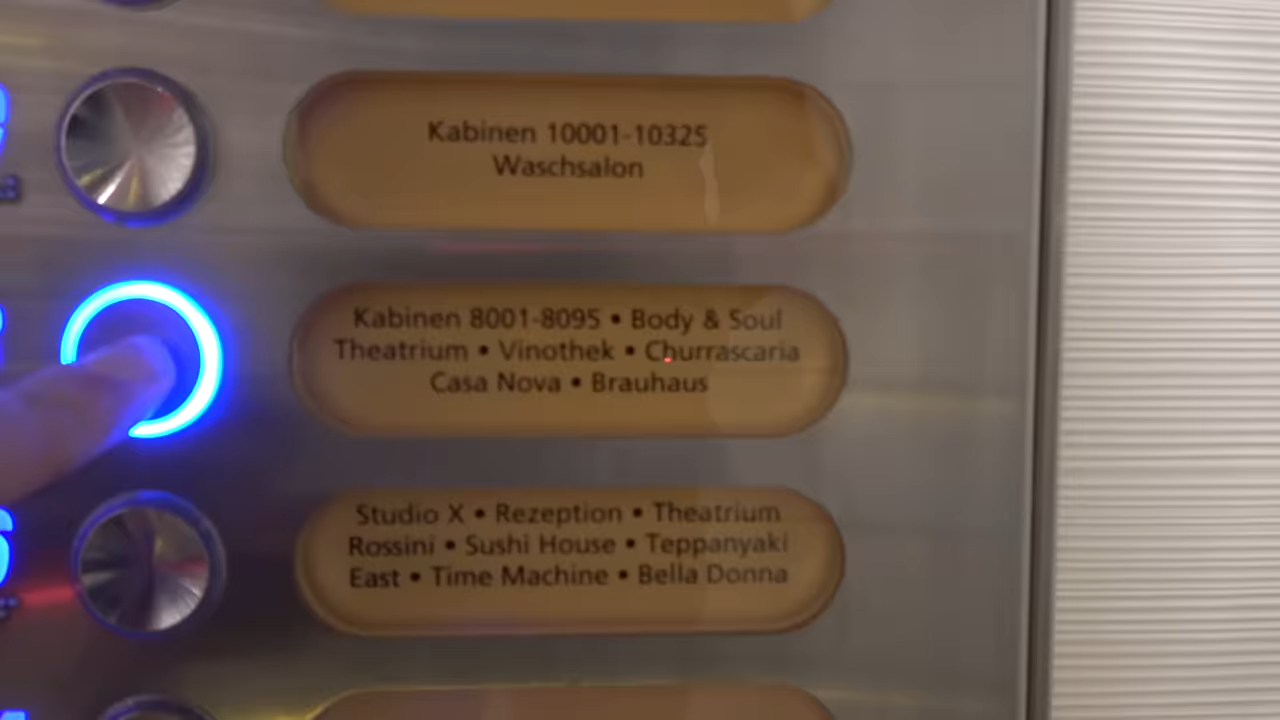 Kabinen 10001-10325
Waschsalon
Kabinen 8001-8095 • Body & Soul
Theatrium • Vinothek • Churrascaria
Casa Nova • Brauhaus
Studio X • Rezeption • Theatrium
Rossini • Sushi House • Teppanyaki
East • Time Machine • Bella Donna